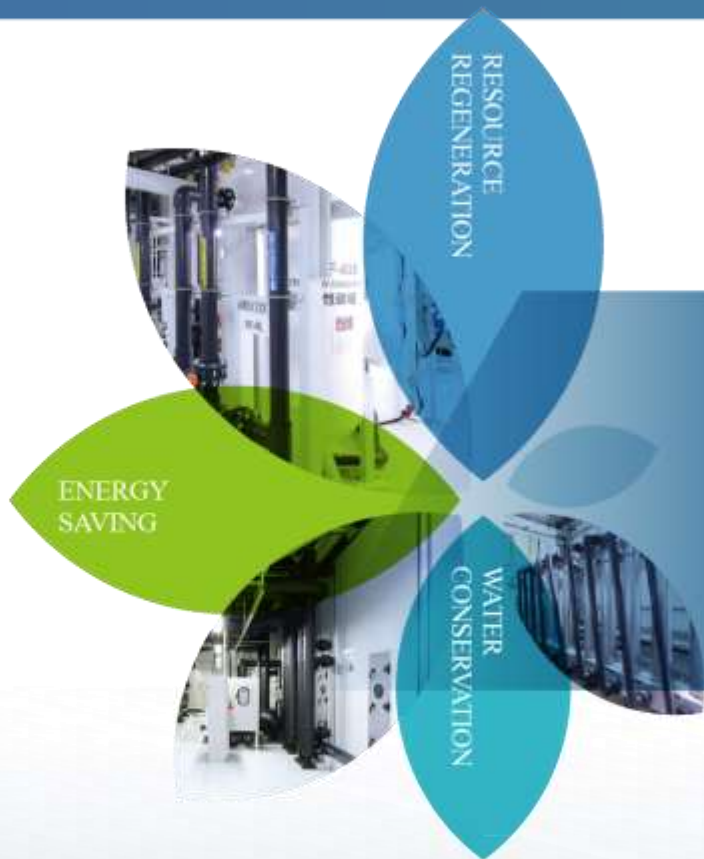 RESOURCE
REGENERATION
ENERGY
SAVING
WATER
CONSERVATION